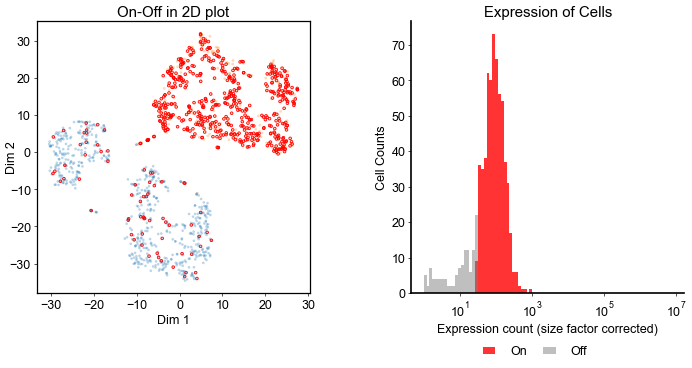 On-Off in 2D plot
Dim 2
30
20
10
0
−10
−20
−30
−30 −20 −10 0 10 20 30
Dim 1
Expression of Cells
Cell Counts
70
60
50
40
30
20
10
0
10^1 10^3 10^5 10^7
Expression count (size factor corrected)
On Off